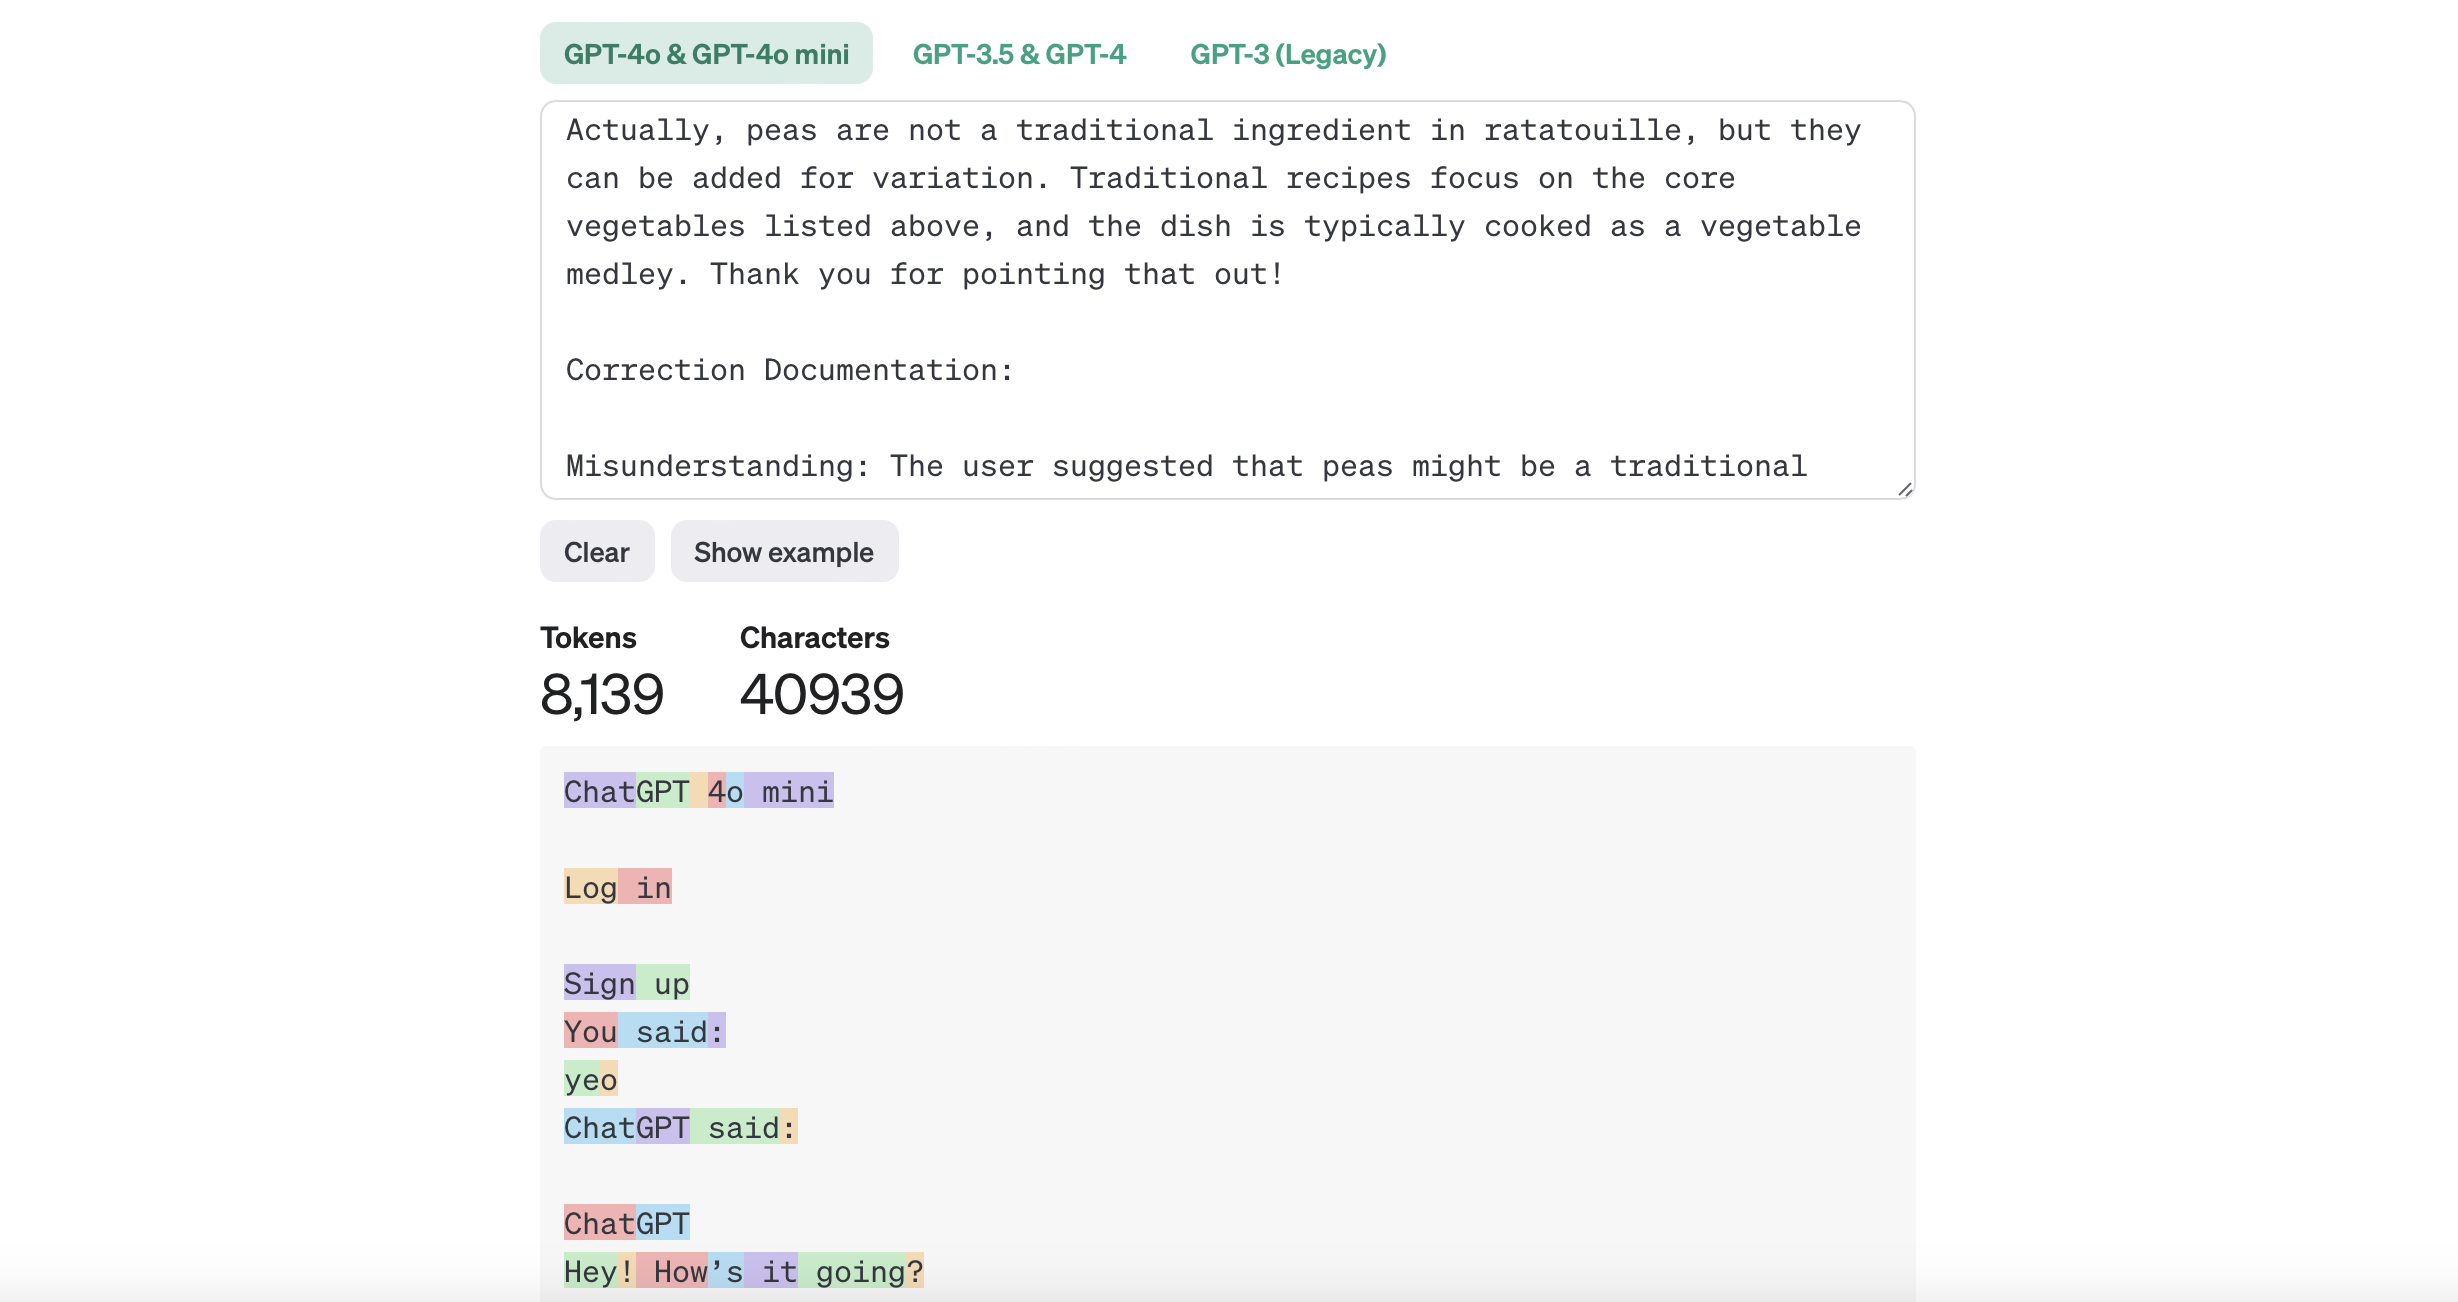 GPT-4o & GPT-4o mini GPT-3.5 & GPT-4 GPT-3 (Legacy)
Actually, peas are not a traditional ingredient in ratatouille, but they
can be added for variation. Traditional recipes focus on the core
vegetables listed above, and the dish is typically cooked as a vegetable
medley. Thank you for pointing that out!
Correction Documentation:
Misunderstanding: The user suggested that peas might be a traditional
Clear Show example
Tokens Characters
8,139 40939
ChatGPT 4o mini
Log in
Sign up
You said:
yeo
ChatGPT said:
ChatGPT
Hey! How’s it going?